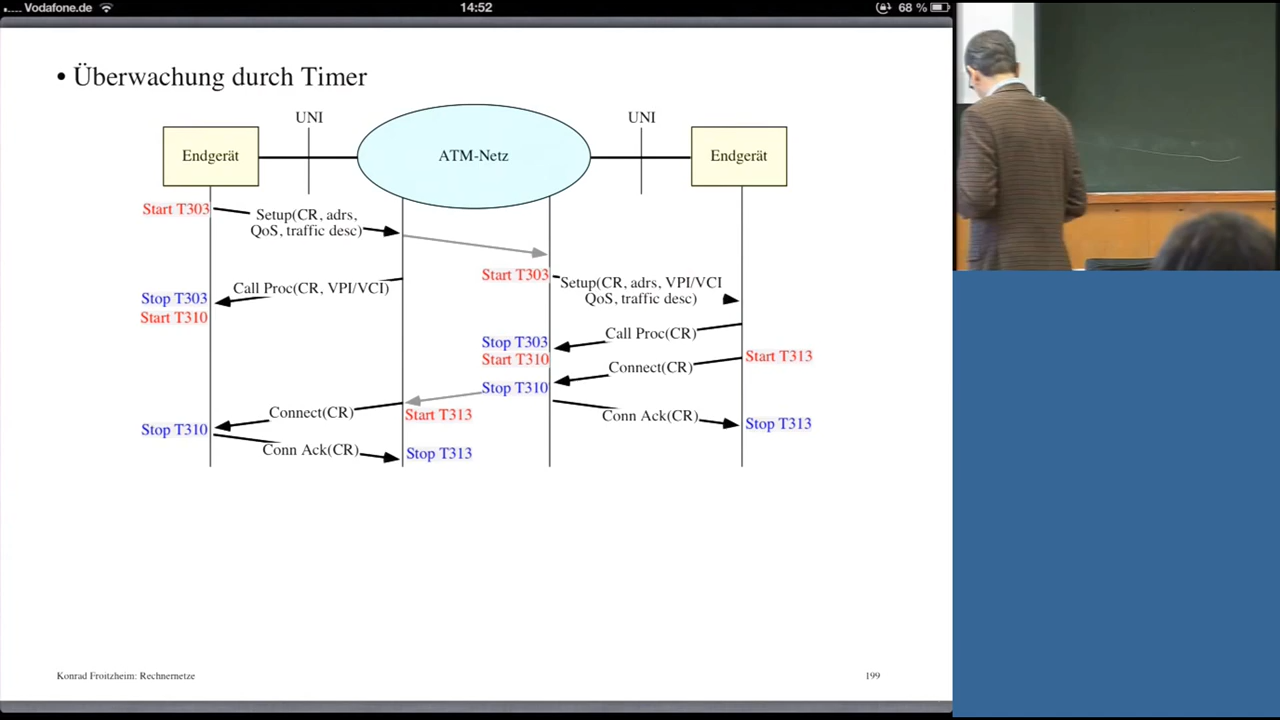 .... Vodafone.de
14:52
68 %
• Überwachung durch Timer
UNI
UNI
Endgerät
ATM-Netz
Endgerät
Start T303
Setup(CR, adrs,
QoS, traffic desc)
Start T303
Setup(CR, adrs, VPI/VCI
QoS, traffic desc)
Call Proc(CR, VPI/VCI)
Stop T303
Start T310
Call Proc(CR)
Stop T303
Start T310
Start T313
Connect(CR)
Stop T310
Connect(CR)
Start T313
Conn Ack(CR)
Stop T313
Stop T310
Conn Ack(CR)
Stop T313
Konrad Froitzheim: Rechnernetze
199